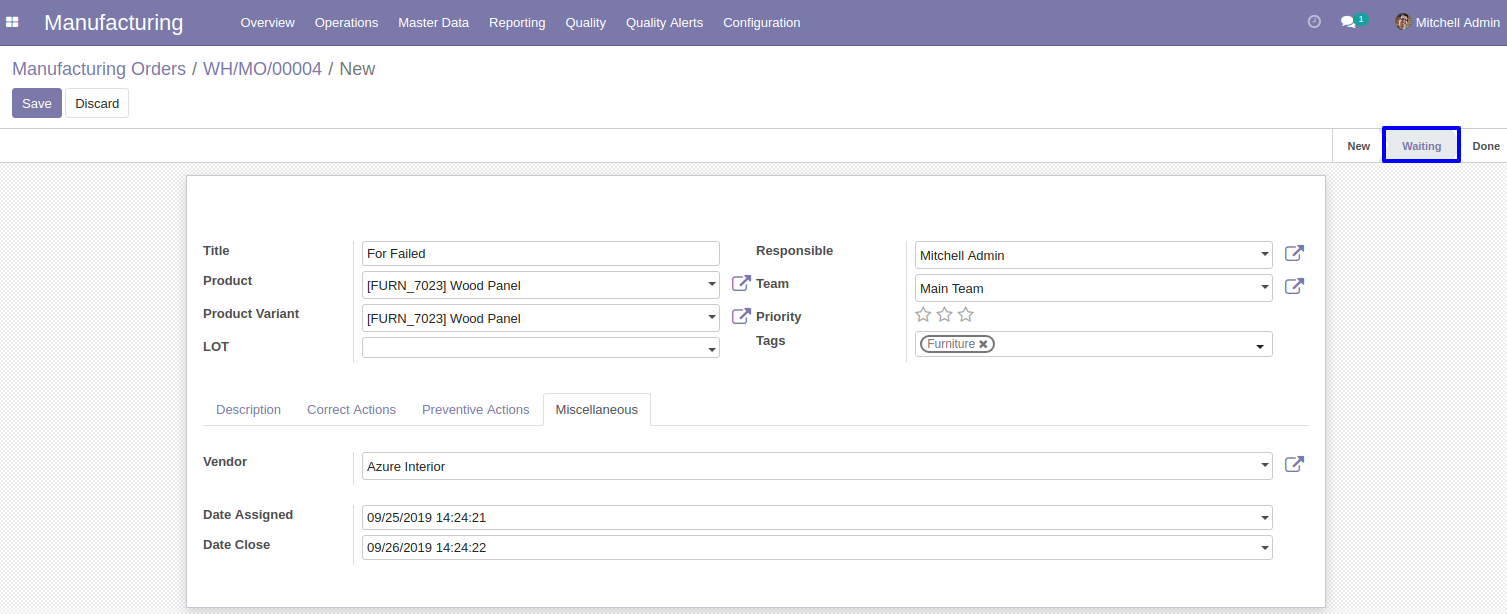 Manufacturing Overview Operations Master Data Reporting Quality Quality Alerts Configuration 1 Mitchell Admin
Manufacturing Orders / WH/MO/00004 / New
Save Discard
New Waiting Done
Title For Failed Responsible Mitchell Admin
Product [FURN_7023] Wood Panel Team Main Team
Product Variant [FURN_7023] Wood Panel Priority
LOT Tags Furniture ✖
Description Correct Actions Preventive Actions Miscellaneous
Vendor Azure Interior
Date Assigned 09/25/2019 14:24:21
Date Close 09/26/2019 14:24:22